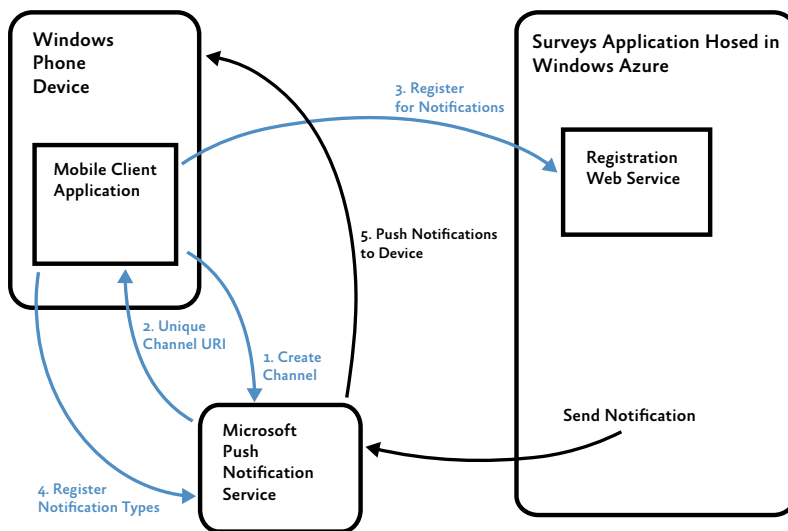 Windows
Phone
Device
Surveys Application Hosed in
Windows Azure
3. Register
for Notifications
Mobile Client
Application
Registration
Web Service
5. Push Notifications
to Device
2. Unique
Channel URI
1. Create
Channel
Send Notification
Microsoft
Push
Notification
Service
4. Register
Notification Types